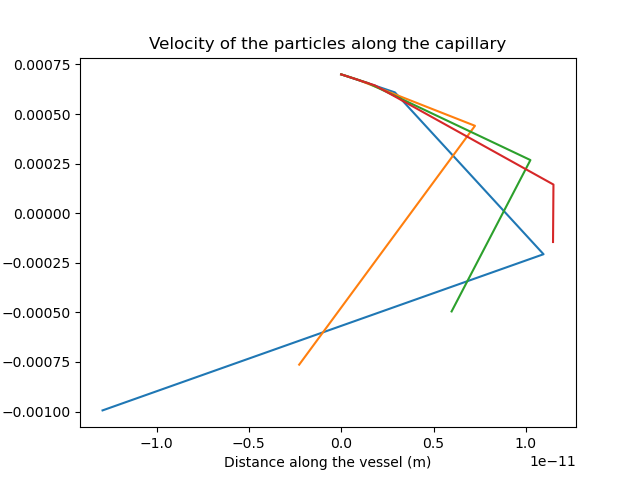 Velocity of the particles along the capillary
0.00075
0.00050
0.00025
0.00000
−0.00025
−0.00050
−0.00075
−0.00100
−1.0 −0.5 0.0 0.5 1.0
Distance along the vessel (m) 1e−11